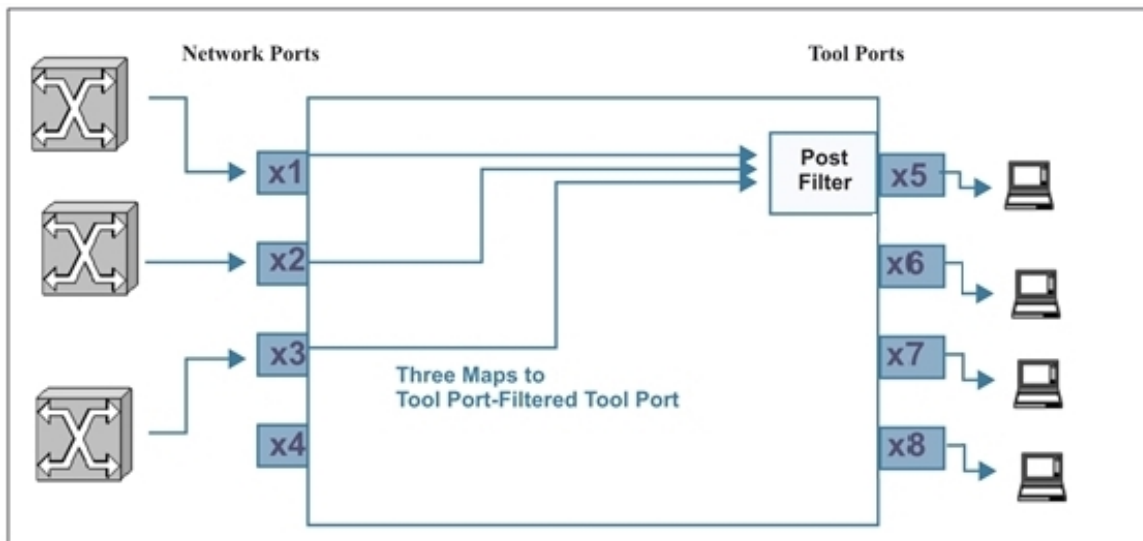 Network Ports
Tool Ports
x1
x2
x3
x4
Post
Filter
x5
x6
x7
x8
Three Maps to
Tool Port-Filtered Tool Port